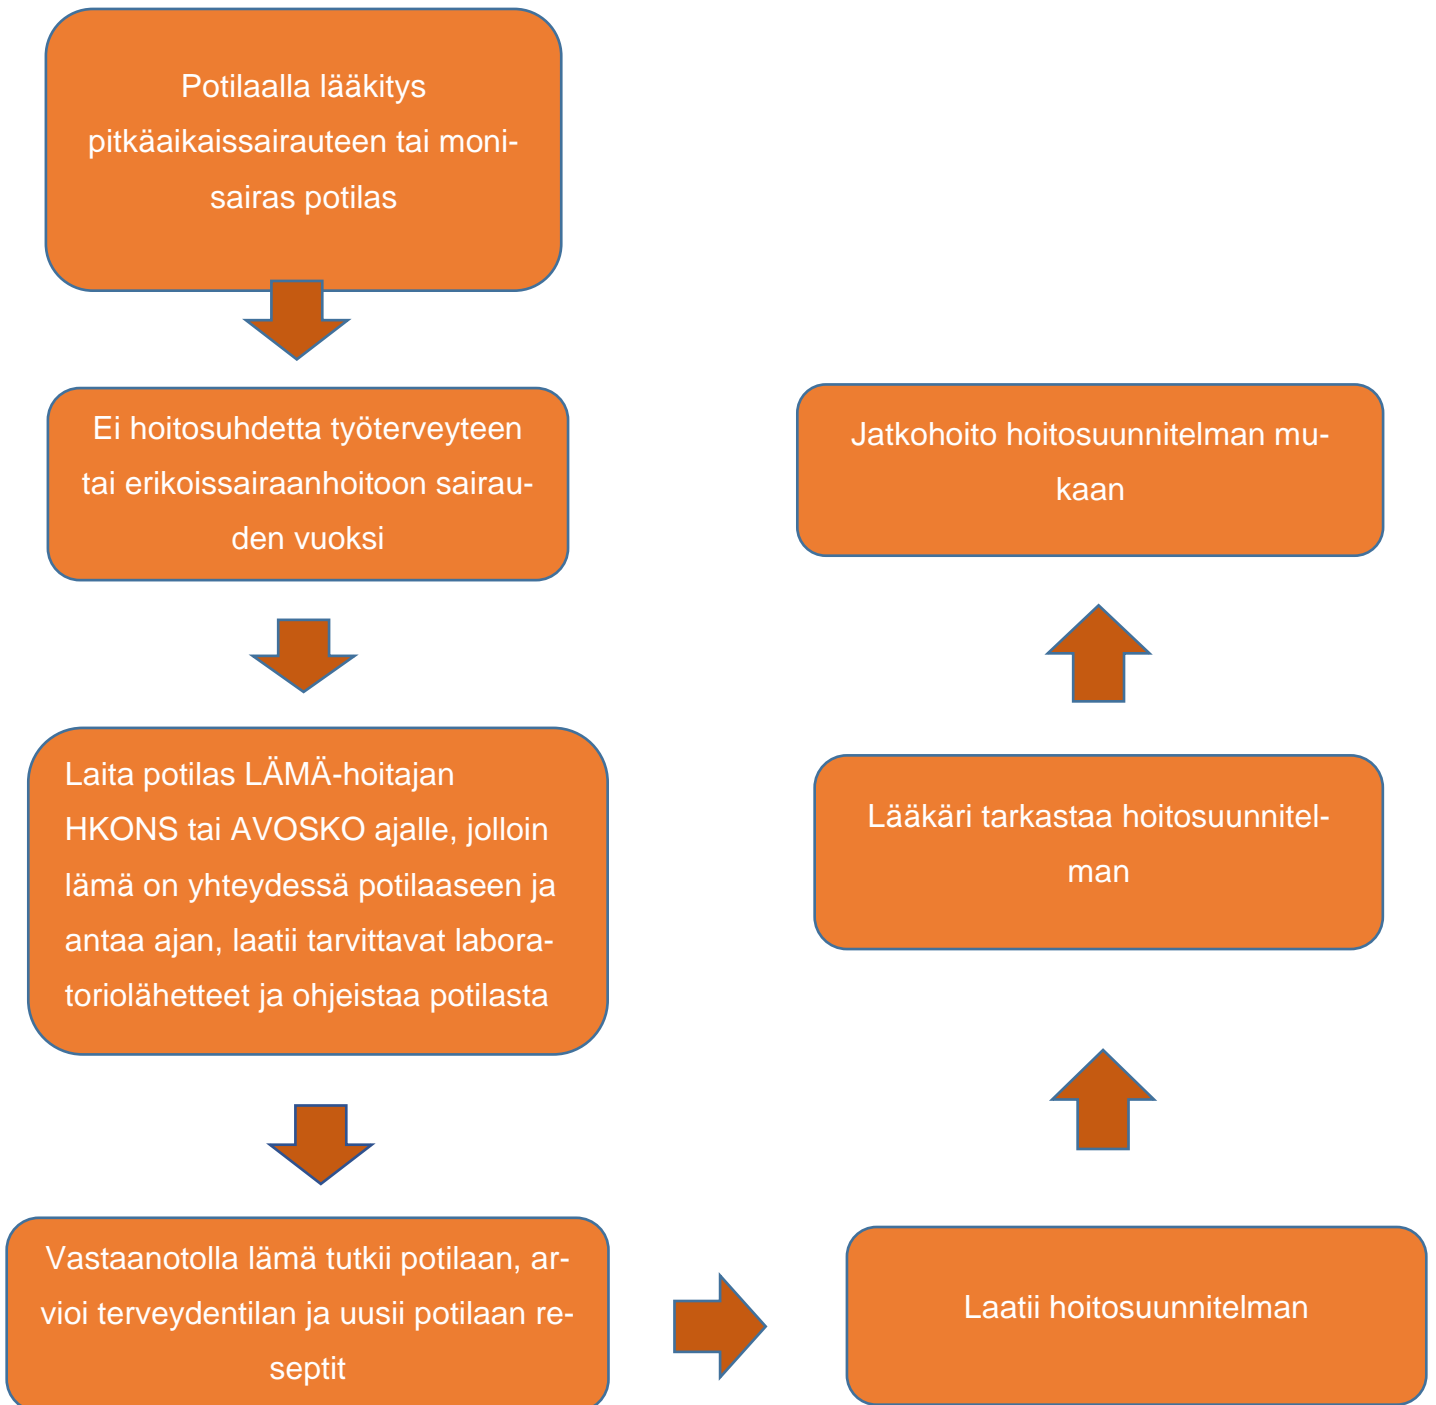 Potilaalla lääkitys
pitkäaikaissairauteen tai moni-
sairas potilas
Ei hoitosuhdetta työterveyteen
tai erikoissairaanhoitoon sairau-
den vuoksi
Laita potilas LÄMÄ-hoitajan
HKONS tai AVOSKO ajalle, jolloin
lämä on yhteydessä potilaaseen ja
antaa ajan, laatii tarvittavat labora-
toriolähetteet ja ohjeistaa potilasta
Vastaanotolla lämä tutkii potilaan, ar-
vioi terveydentilan ja uusii potilaan re-
septit
Laatii hoitosuunnitelman
Lääkäri tarkastaa hoitosuunnitel-
man
Jatkohoito hoitosuunnitelman mu-
kaan